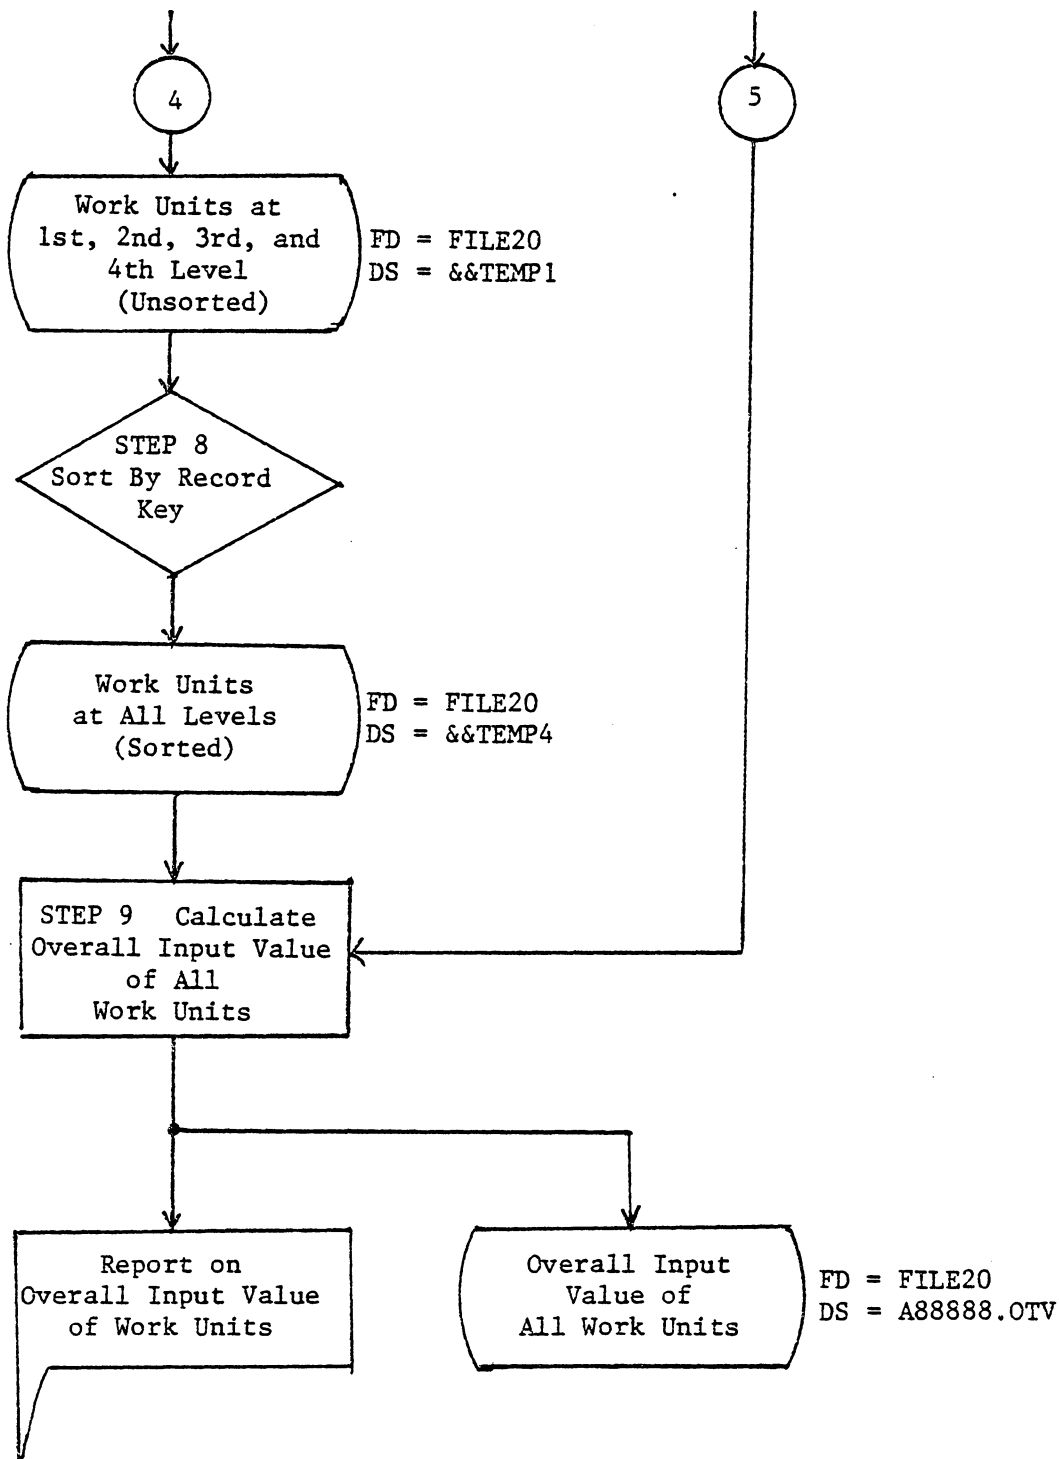 4
5
Work Units at
1st, 2nd, 3rd, and
4th Level
(Unsorted)
FD = FILE20
DS = &&TEMP1
STEP 8
Sort By Record
Key
Work Units
at All Levels
(Sorted)
FD = FILE20
DS = &&TEMP4
STEP 9 Calculate
Overall Input Value
of All
Work Units
Report on
Overall Input Value
of Work Units
Overall Input
Value of
All Work Units
FD = FILE20
DS = A88888.OTV